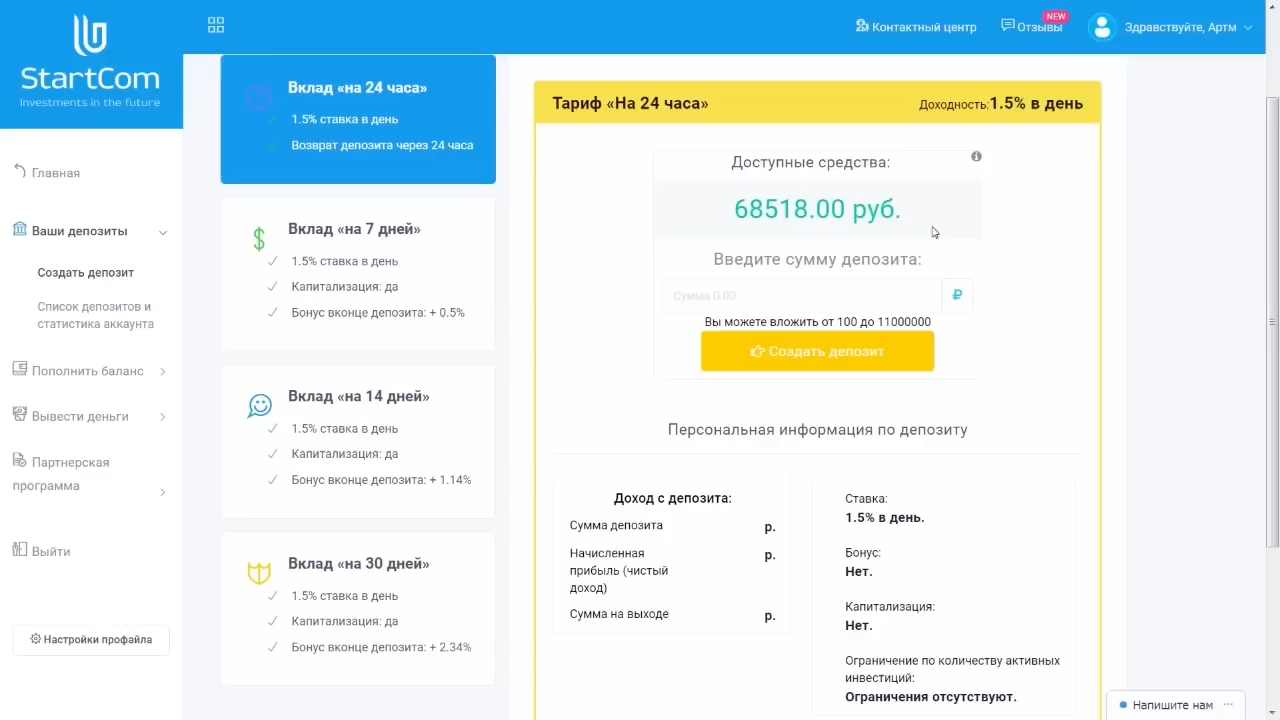 StartCom
Investments in the future
Контактный центр
Отзывы
NEW
Здравствуйте, Артм
Главная
Ваши депозиты
Создать депозит
Список депозитов и
статистика аккаунта
Пополнить баланс
Вывести деньги
Партнерская
программа
Выйти
Настройки профайла
Вклад «на 24 часа»
1.5% ставка в день
Возврат депозита через 24 часа
Вклад «на 7 дней»
1.5% ставка в день
Капитализация: да
Бонус вконце депозита: + 0.5%
Вклад «на 14 дней»
1.5% ставка в день
Капитализация: да
Бонус вконце депозита: + 1.14%
Вклад «на 30 дней»
1.5% ставка в день
Капитализация: да
Бонус вконце депозита: + 2.34%
Тариф «На 24 часа»
Доходность:1.5% в день
Доступные средства:
68518.00 руб.
Введите сумму депозита:
Сумма 0.00
₽
Вы можете вложить от 100 до 11000000
Создать депозит
Персональная информация по депозиту
Доход с депозита:
Сумма депозита р.
Начисленная р.
прибыль (чистый
доход)
Сумма на выходе р.
Ставка:
1.5% в день.
Бонус:
Нет.
Капитализация:
Нет.
Ограничение по количеству активных
инвестиций:
Ограничения отсутствуют.
Напишите нам